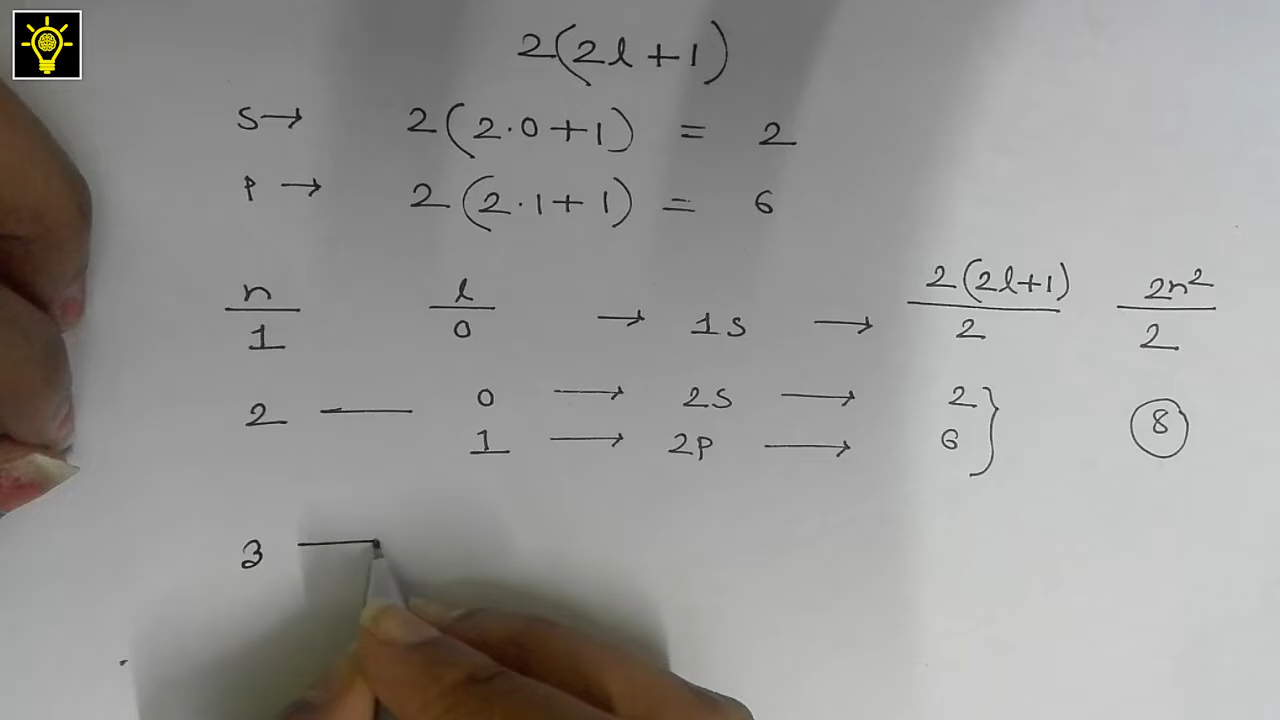 2(2l+1)
S→ 2(2·0+1) = 2
P→ 2(2·1+1) = 6
n l 2(2l+1) 2n²
1 0 → 1s → 2 2
2 — 0 → 2s → 2 } 8
1 → 2p → 6
3 —